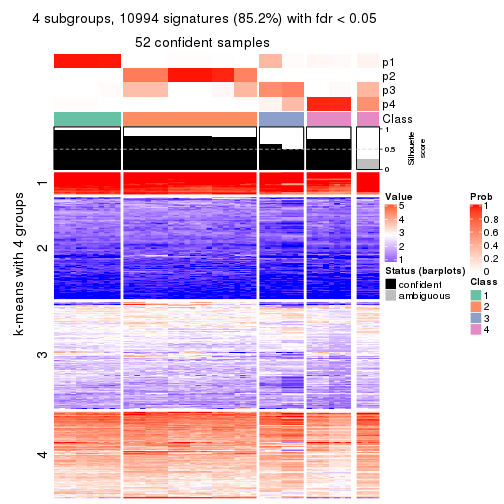 4 subgroups, 10994 signatures (85.2%) with fdr < 0.05
52 confident samples
p1
p2
p3
p4
Class
1
0.5
0
Silhouette
score
k-means with 4 groups
1
2
3
4
Value
5
4
3
2
1
Status (barplots)
confident
ambiguous
Prob
1
0.8
0.6
0.4
0.2
0
Class
1
2
3
4